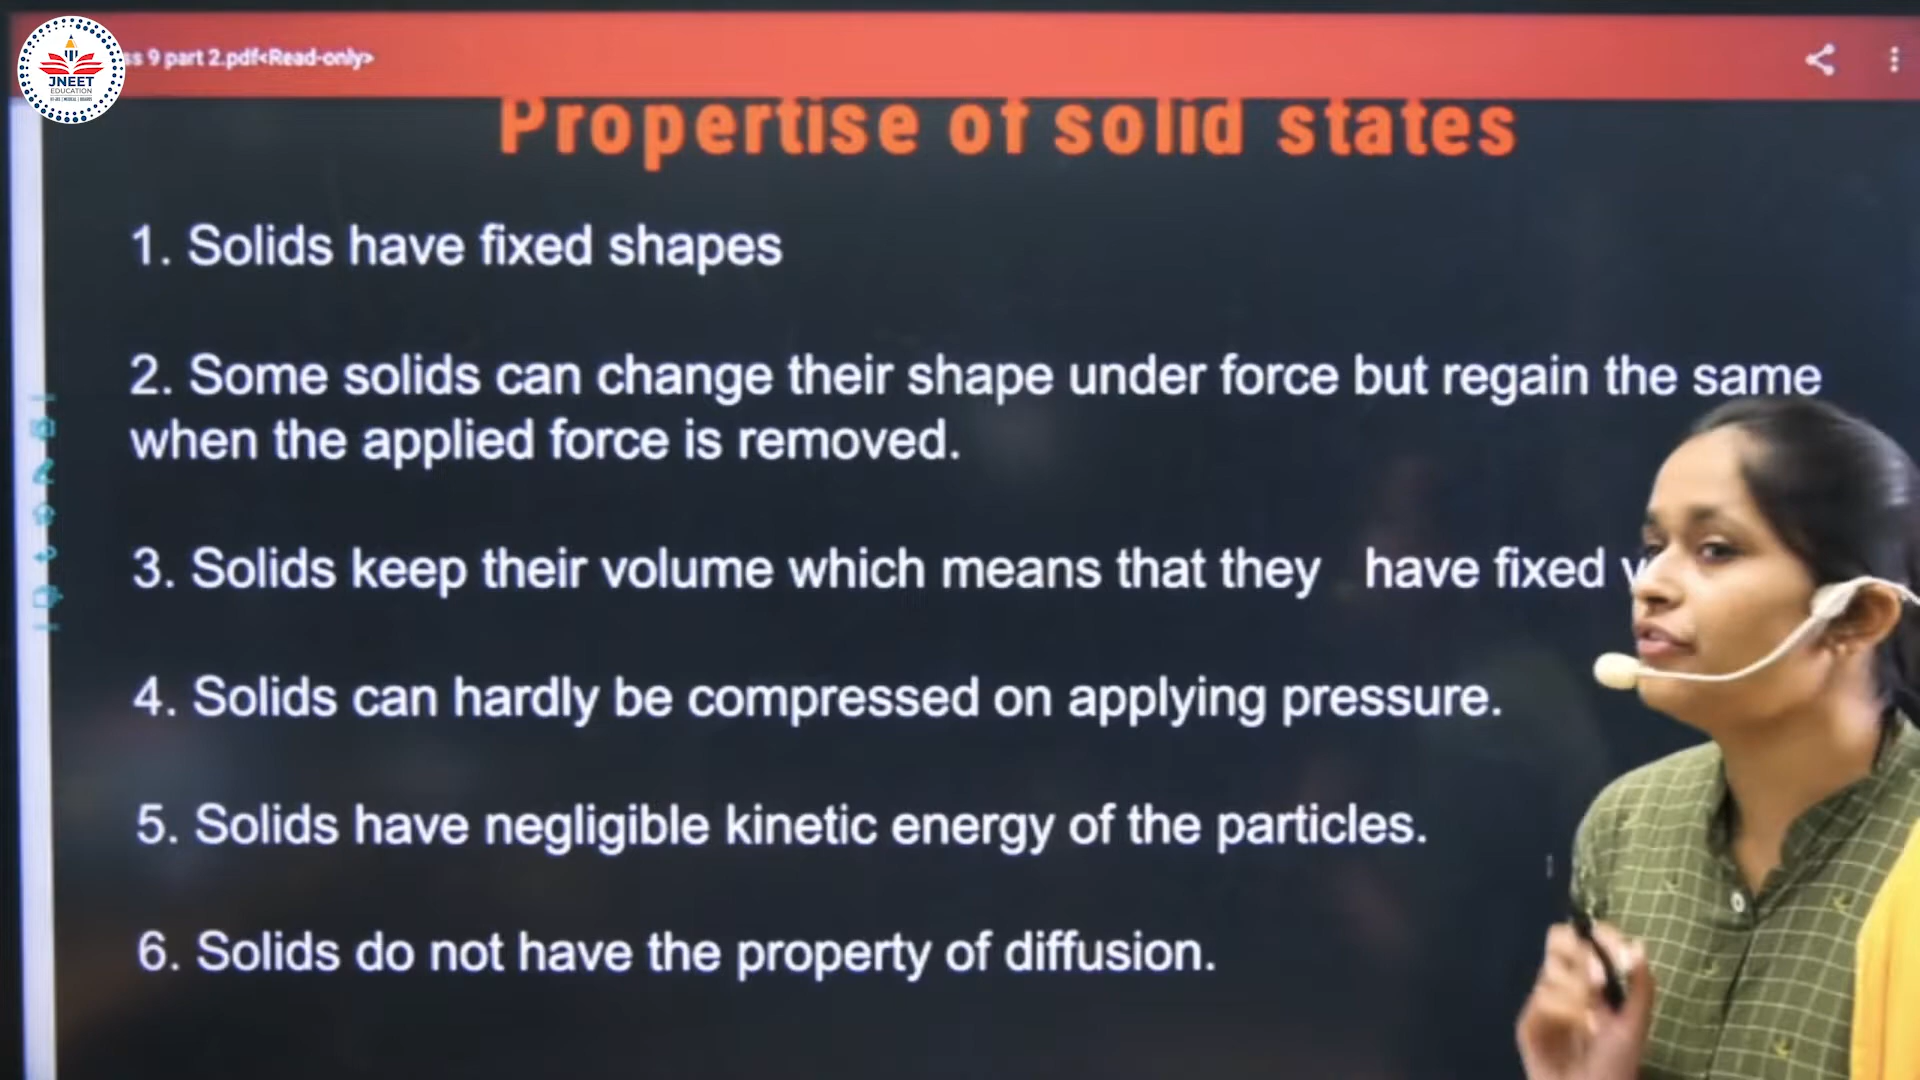 JNEET
EDUCATION
ss 9 part 2.pdf<Read-only>
Propertise of solid states
1. Solids have fixed shapes
2. Some solids can change their shape under force but regain the same
when the applied force is removed.
3. Solids keep their volume which means that they have fixed
4. Solids can hardly be compressed on applying pressure.
5. Solids have negligible kinetic energy of the particles.
6. Solids do not have the property of diffusion.